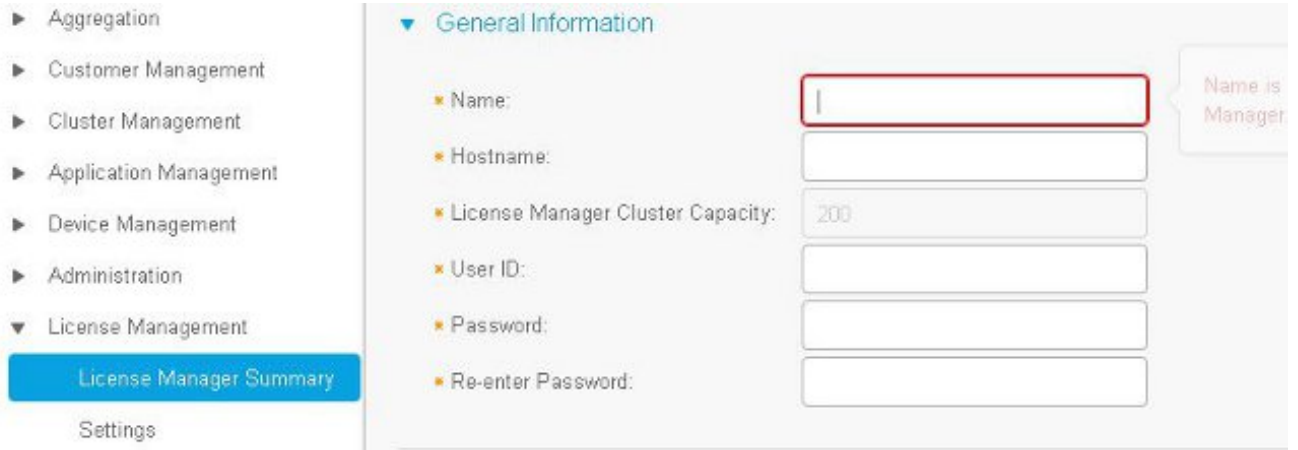 Aggregation
Customer Management
Cluster Management
Application Management
Device Management
Administration
License Management
License Manager Summary
Settings
General Information
* Name:
* Hostname:
* License Manager Cluster Capacity: 200
* User ID:
* Password:
* Re-enter Password:
Name is
Manager